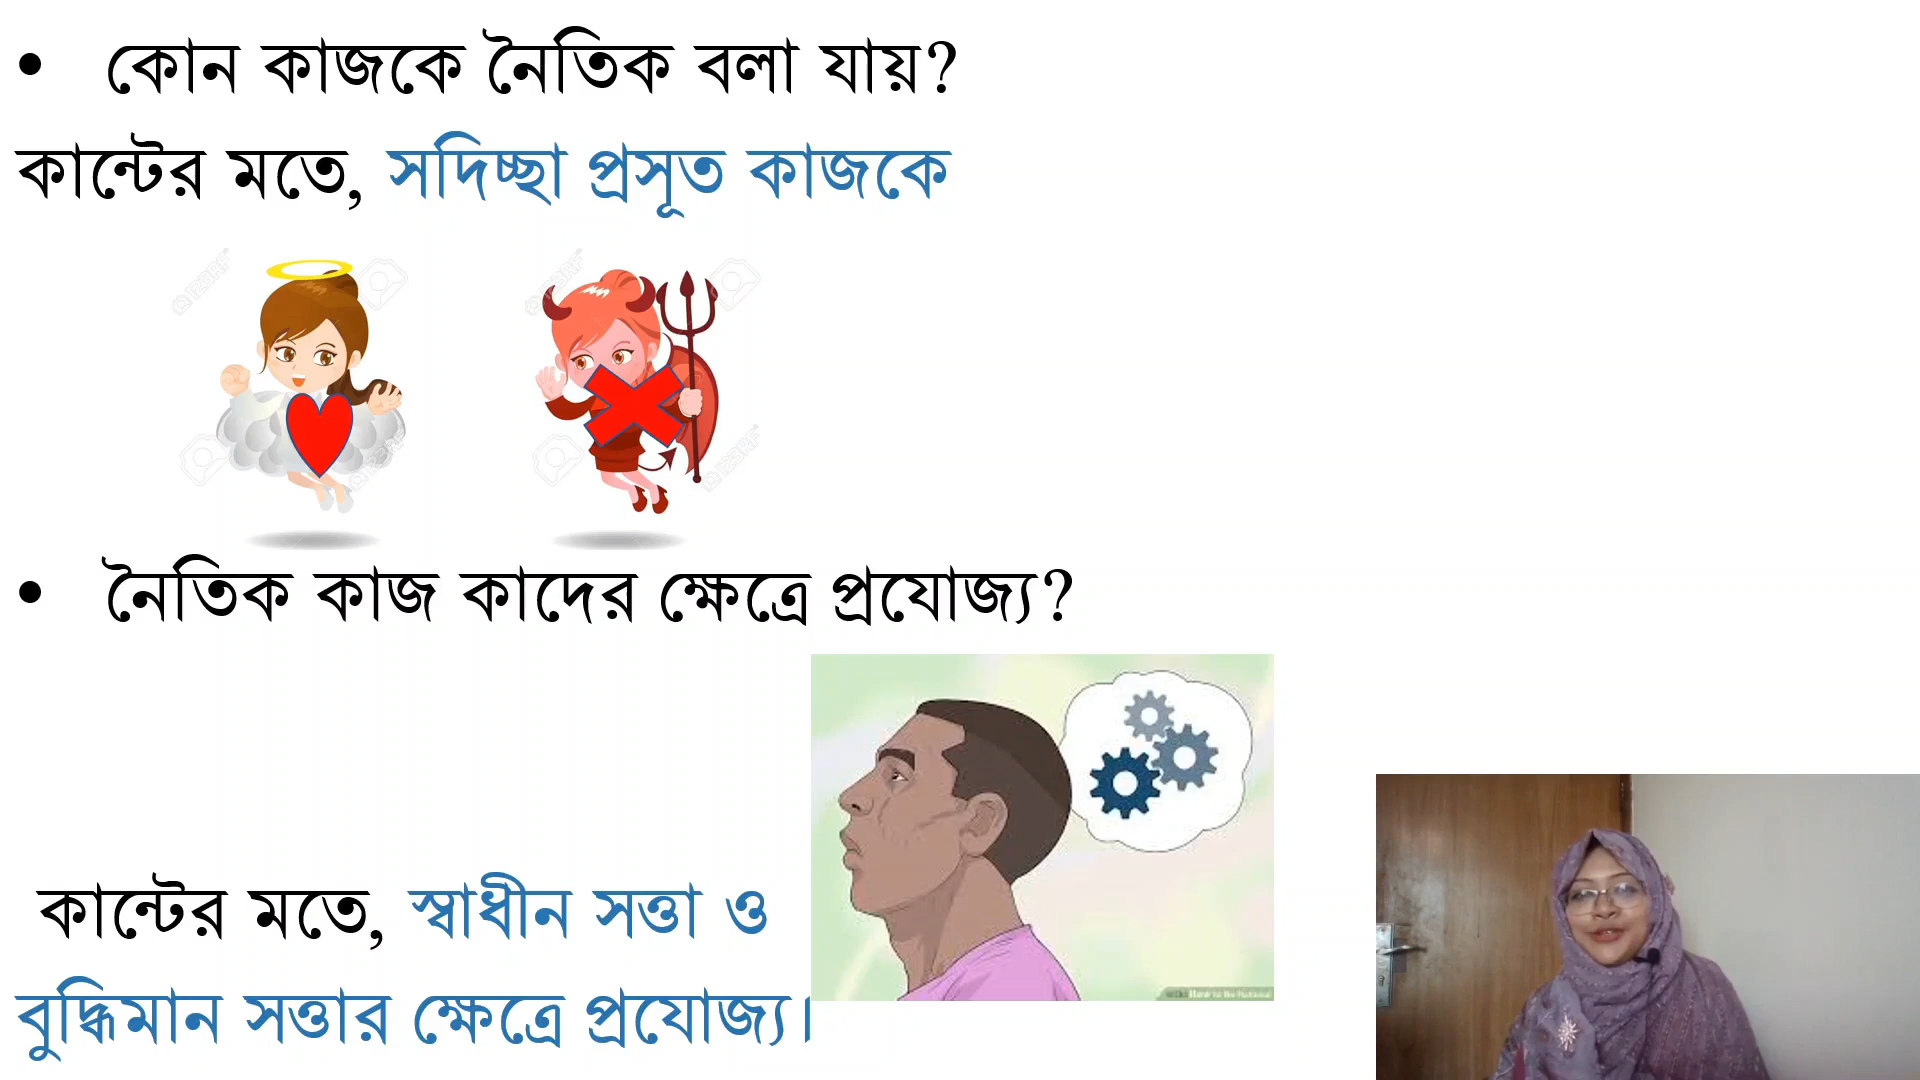 • কোন কাজকে নৈতিক বলা যায়?
কান্টের মতে, সদিচ্ছা প্রসূত কাজকে
• নৈতিক কাজ কাদের ক্ষেত্রে প্রযোজ্য?
কান্টের মতে, স্বাধীন সত্তা ও
বুদ্ধিমান সত্তার ক্ষেত্রে প্রযোজ্য।